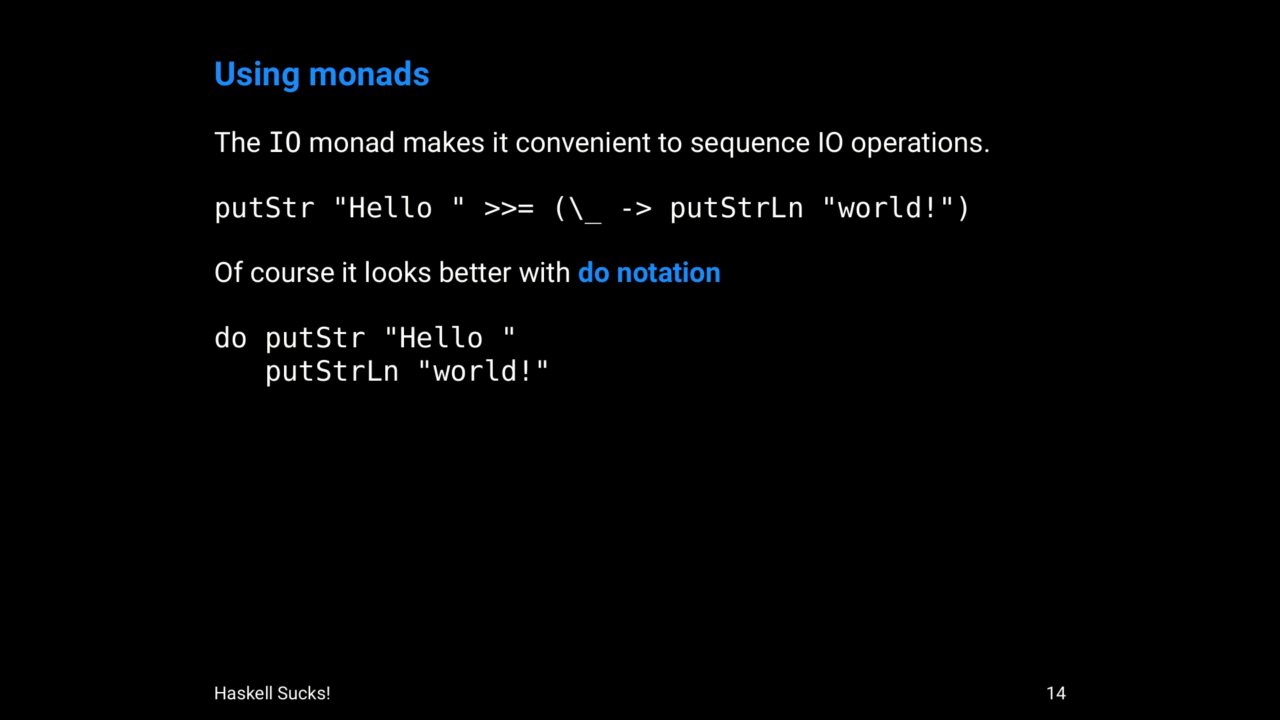 Using monads
The IO monad makes it convenient to sequence IO operations.
putStr "Hello " >>= (\_ -> putStrLn "world!")
Of course it looks better with do notation
do putStr "Hello "
   putStrLn "world!"
Haskell Sucks!
14